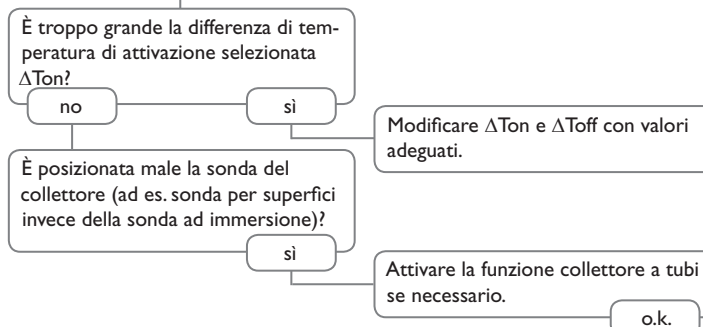 È troppo grande la differenza di tem-
peratura di attivazione selezionata
ΔTon?
no
sì
Modificare ΔTon e ΔToff con valori
adeguati.
È posizionata male la sonda del
collettore (ad es. sonda per superfici
invece della sonda ad immersione)?
sì
Attivare la funzione collettore a tubi
se necessario.
o.k.